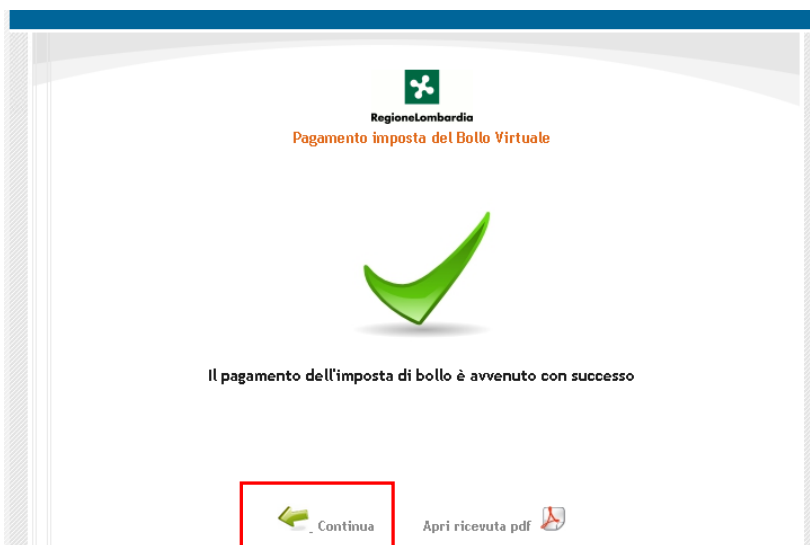 RegioneLombardia
Pagamento imposta del Bollo Virtuale
Il pagamento dell'imposta di bollo è avvenuto con successo
Continua Apri ricevuta pdf